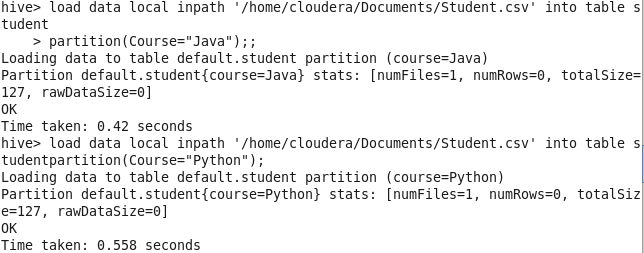 hive> load data local inpath '/home/cloudera/Documents/Student.csv' into table s
tudent
    > partition(Course="Java");;
Loading data to table default.student partition (course=Java)
Partition default.student{course=Java} stats: [numFiles=1, numRows=0, totalSize=
127, rawDataSize=0]
OK
Time taken: 0.42 seconds
hive> load data local inpath '/home/cloudera/Documents/Student.csv' into table s
tudentpartition(Course="Python");
Loading data to table default.student partition (course=Python)
Partition default.student{course=Python} stats: [numFiles=1, numRows=0, totalSiz
e=127, rawDataSize=0]
OK
Time taken: 0.558 seconds